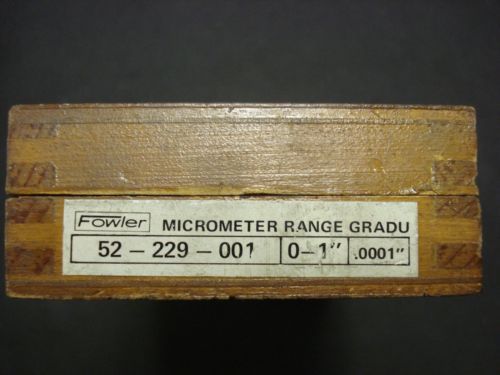 Fowler MICROMETER RANGE GRADU
52-229-001 0-1" .0001"